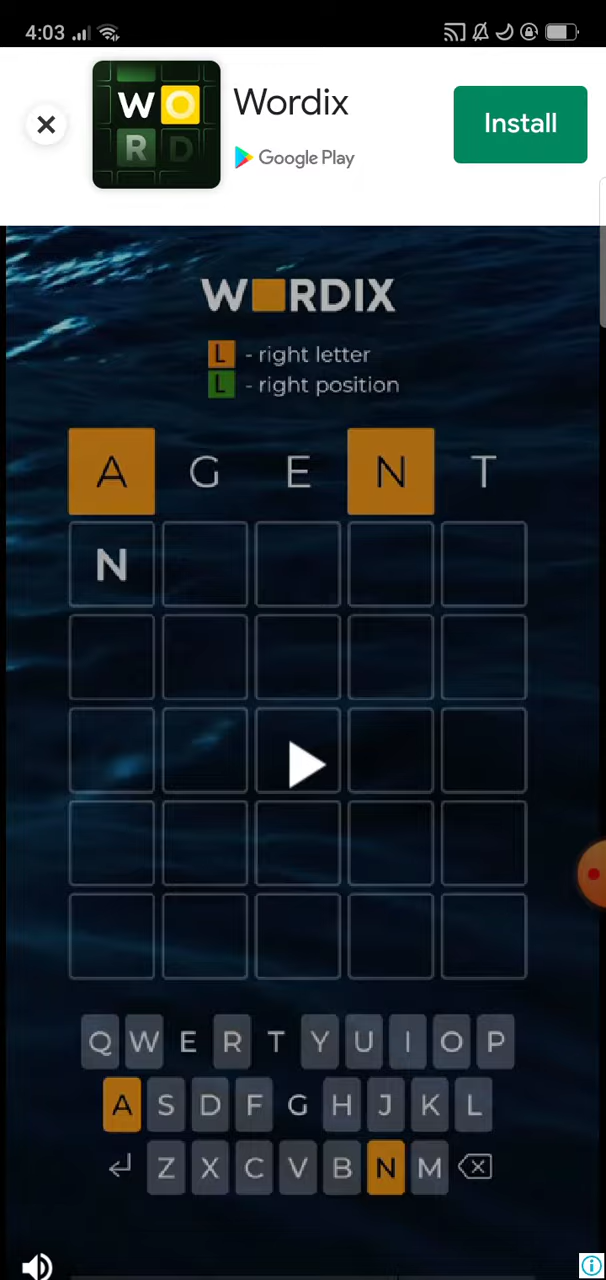 4:03
Wordix
Install
Google Play
W O
R D
W RDIX
L - right letter
L - right position
A G E N T
N
Q W E R T Y U I O P
A S D F G H J K L
Z X C V B N M